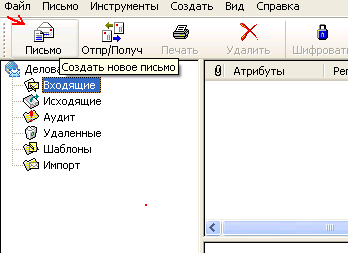 Файл Письмо Инструменты Создать Вид Справка
Письмо Отпр/Получ Печать Удалить Шифровать
Создать новое письмо
Атрибуты
Входящие
Исходящие
Аудит
Удаленные
Шаблоны
Импорт